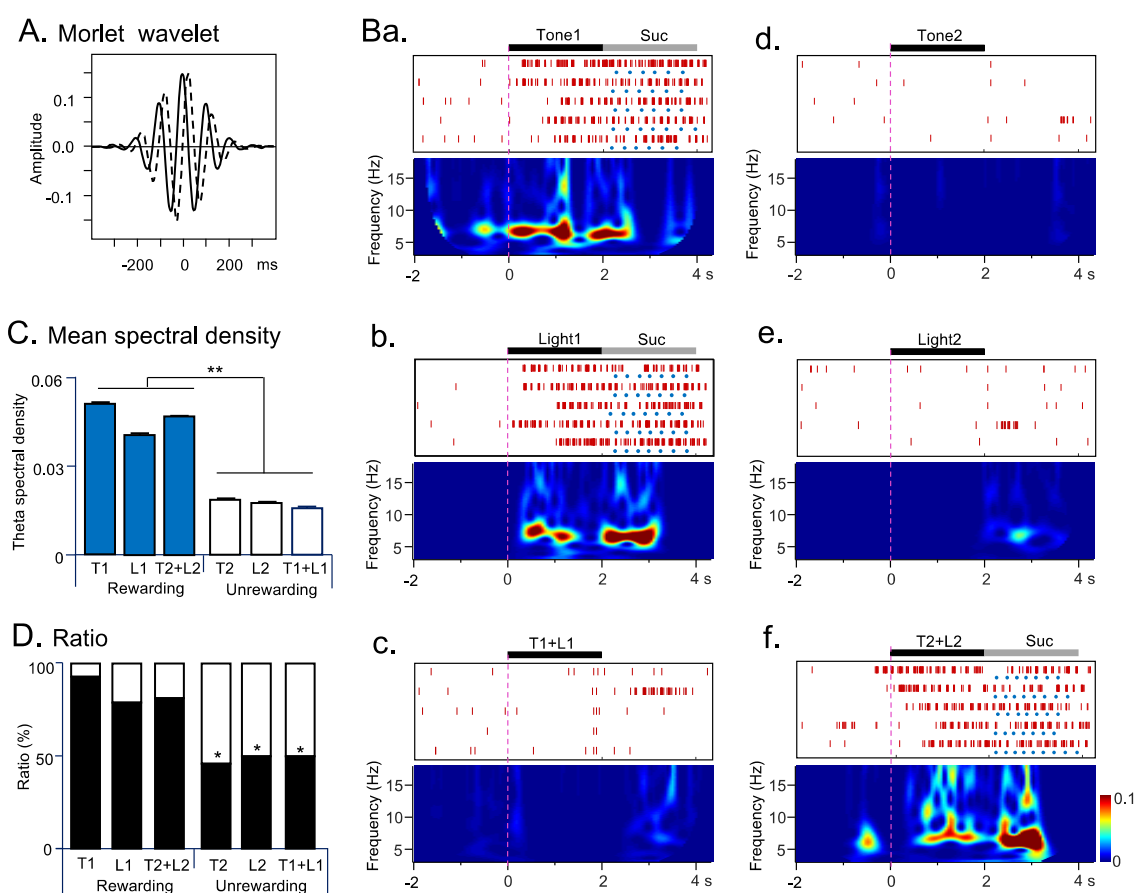 A. Morlet wavelet
Amplitude
0.1
0.0
-0.1
-200 0 200 ms
Ba.
Tone1 Suc
Frequency (Hz)
15
10
5
-2 0 2 4 s
d.
Tone2
Frequency (Hz)
15
10
5
-2 0 2 4 s
C. Mean spectral density
Theta spectral density
0.06
0.03
0
**
T1 L1 T2+L2 T2 L2 T1+L1
Rewarding Unrewarding
b.
Light1 Suc
Frequency (Hz)
15
10
5
-2 0 2 4 s
e.
Light2
Frequency (Hz)
15
10
5
-2 0 2 4 s
D. Ratio
Ratio (%)
100
50
0
* * *
T1 L1 T2+L2 T2 L2 T1+L1
Rewarding Unrewarding
c.
T1+L1
Frequency (Hz)
15
10
5
-2 0 2 4 s
f.
T2+L2 Suc
Frequency (Hz)
15
10
5
-2 0 2 4 s
0.1
0